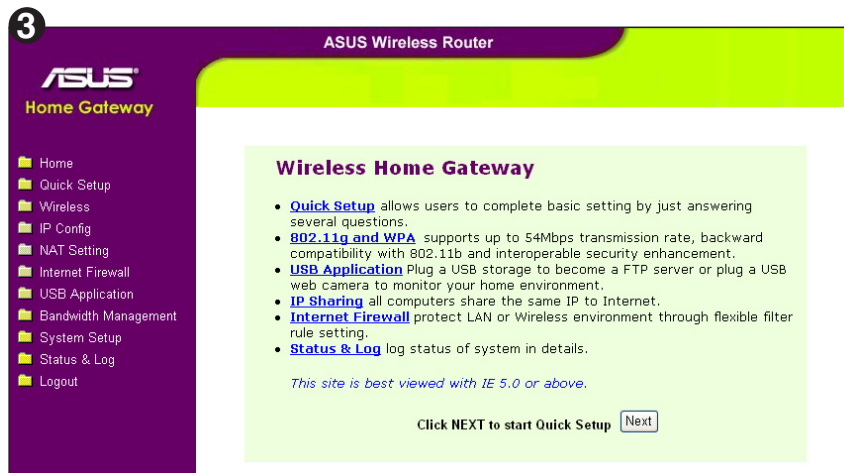 3
ASUS Wireless Router
ASUS
Home Gateway
Home
Quick Setup
Wireless
IP Config
NAT Setting
Internet Firewall
USB Application
Bandwidth Management
System Setup
Status & Log
Logout
Wireless Home Gateway
• Quick Setup allows users to complete basic setting by just answering
several questions.
• 802.11g and WPA supports up to 54Mbps transmission rate, backward
compatibility with 802.11b and interoperable security enhancement.
• USB Application Plug a USB storage to become a FTP server or plug a USB
web camera to monitor your home environment.
• IP Sharing all computers share the same IP to Internet.
• Internet Firewall protect LAN or Wireless environment through flexible filter
rule setting.
• Status & Log log status of system in details.
This site is best viewed with IE 5.0 or above.
Click NEXT to start Quick Setup Next